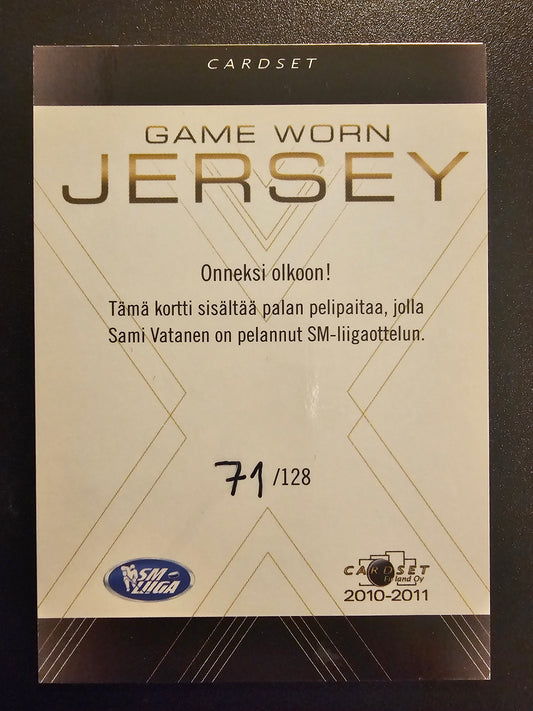 CARDSET
GAME WORN
JERSEY
Onneksi olkoon!
Tämä kortti sisältää palan pelipaitaa, jolla
Sami Vatanen on pelannut SM-liigaottelun.
71/128
SM
LIIGA
CARDSET
Finland Oy
2010-2011